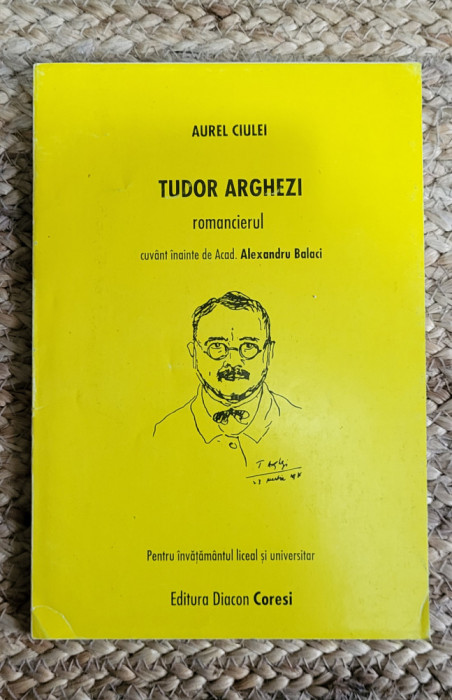 AUREL CIULEI
TUDOR ARGHEZI
romancierul
cuvânt înainte de Acad. Alexandru Balaci
Pentru învățământul liceal și universitar
Editura Diacon Coresi